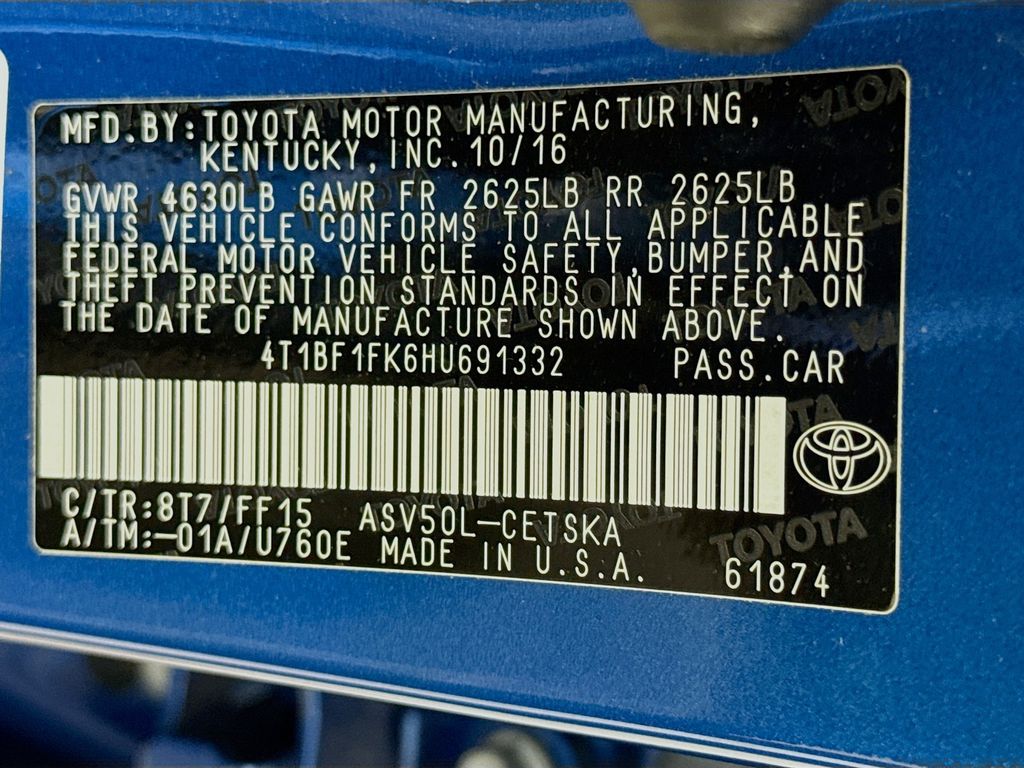 MFD.BY:TOYOTA MOTOR MANUFACTURING,
KENTUCKY, INC.10/16
GVWR 4630LB GAWR FR 2625LB RR 2625LB
THIS VEHICLE CONFORMS TO ALL APPLICABLE
FEDERAL MOTOR VEHICLE SAFETY,BUMPER,AND
THEFT PREVENTION STANDARDS IN EFFECT ON
THE DATE OF MANUFACTURE SHOWN ABOVE.
4T1BF1FK6HU691332 PASS.CAR
C/TR:8T7/FF15 ASV50L-CETSKA
A/TM:-01A/U760E MADE IN U.S.A.
TOYOTA
61874